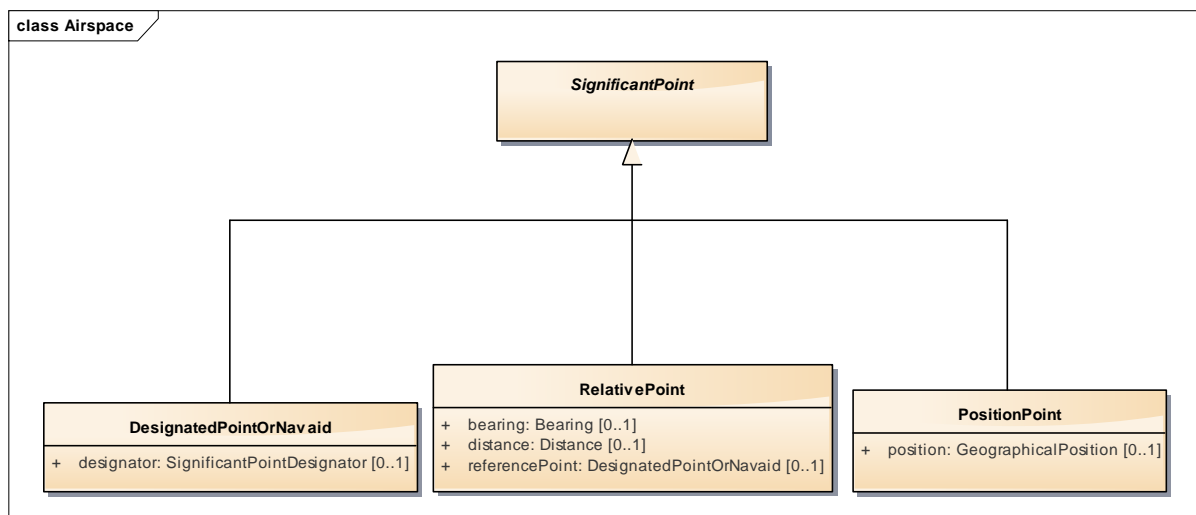 class Airspace
SignificantPoint
DesignatedPointOrNavaid
+ designator: SignificantPointDesignator [0..1]
RelativePoint
+ bearing: Bearing [0..1]
+ distance: Distance [0..1]
+ referencePoint: DesignatedPointOrNavaid [0..1]
PositionPoint
+ position: GeographicalPosition [0..1]